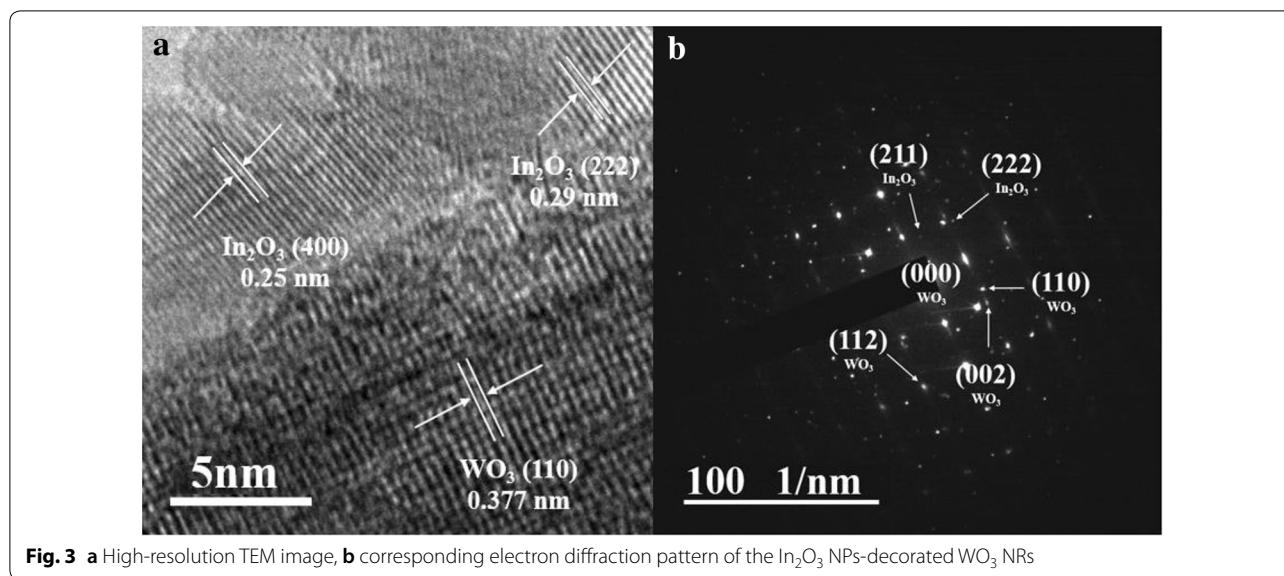 a
In₂O₃ (222)
0.29 nm
In₂O₃ (400)
0.25 nm
WO₃ (110)
0.377 nm
5nm
b
(211)
In₂O₃
(222)
In₂O₃
(000)
WO₃
(110)
WO₃
(112)
WO₃
(002)
WO₃
100 1/nm
Fig. 3 a High-resolution TEM image, b corresponding electron diffraction pattern of the In₂O₃ NPs-decorated WO₃ NRs